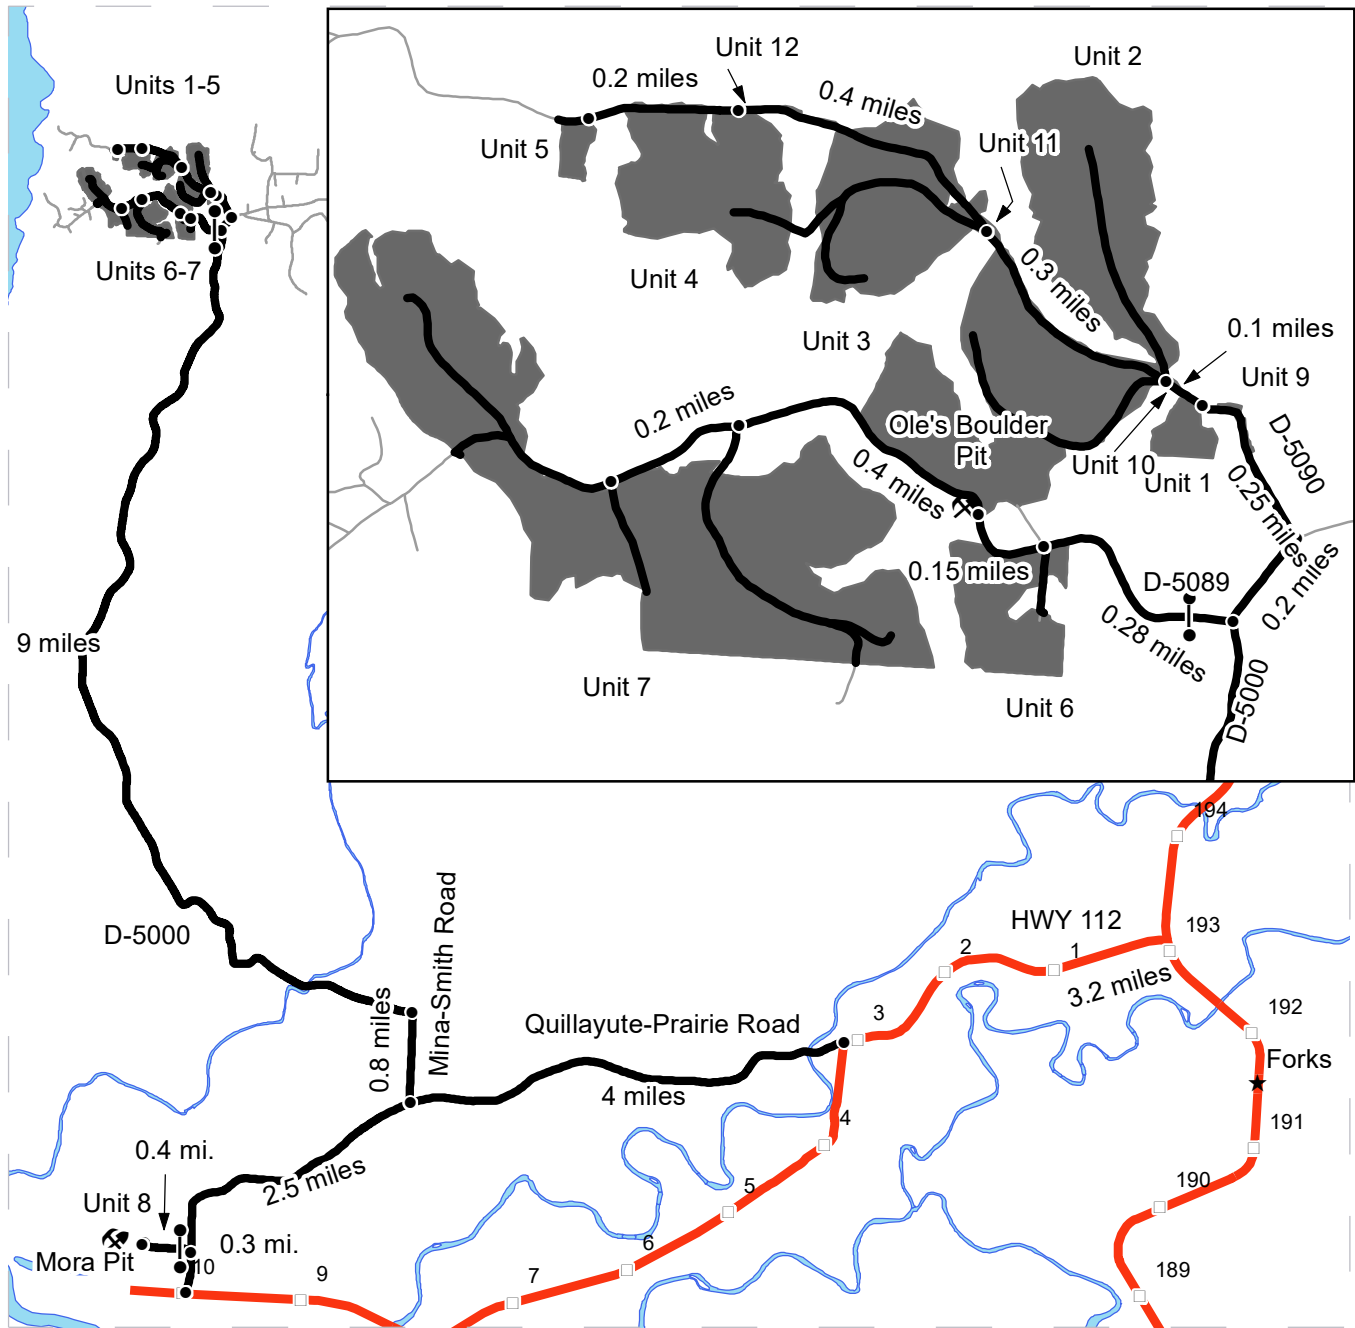 Units 1-5
Units 6-7
Unit 12
0.2 miles
0.4 miles
Unit 2
Unit 5
Unit 11
Unit 4
0.3 miles
Unit 3
0.1 miles
Unit 9
0.2 miles
Ole's Boulder
Pit
D-5090
Unit 10
Unit 1
0.4 miles
0.25 miles
0.15 miles
D-5089
0.2 miles
0.28 miles
Unit 7
Unit 6
D-5000
9 miles
194
D-5000
Mina-Smith Road
HWY 112
193
2
1
3.2 miles
0.8 miles
Quillayute-Prairie Road
3
192
Forks
4 miles
4
191
0.4 mi.
2.5 miles
5
190
Unit 8
Mora Pit
0.3 mi.
10
9
7
6
189